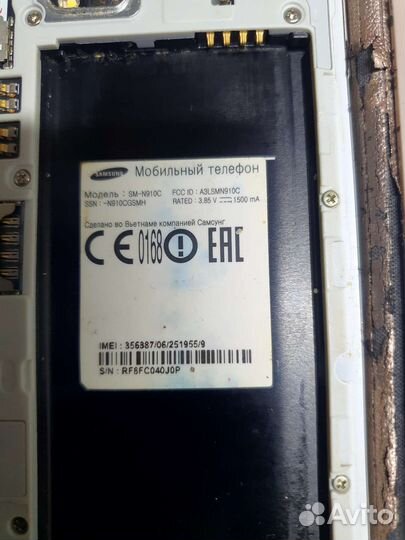 SAMSUNG Мобильный телефон
Модель : SM-N910C FCC ID : A3LSMN910C
SSN : -N910CGSMH RATED : 3.85 V 1500 mA
Сделано во Вьетнаме компанией Самсунг
CE0168 ! EAC
IMEI : 356387/06/251955/9
S/N : RF8FC040J0P
Avito